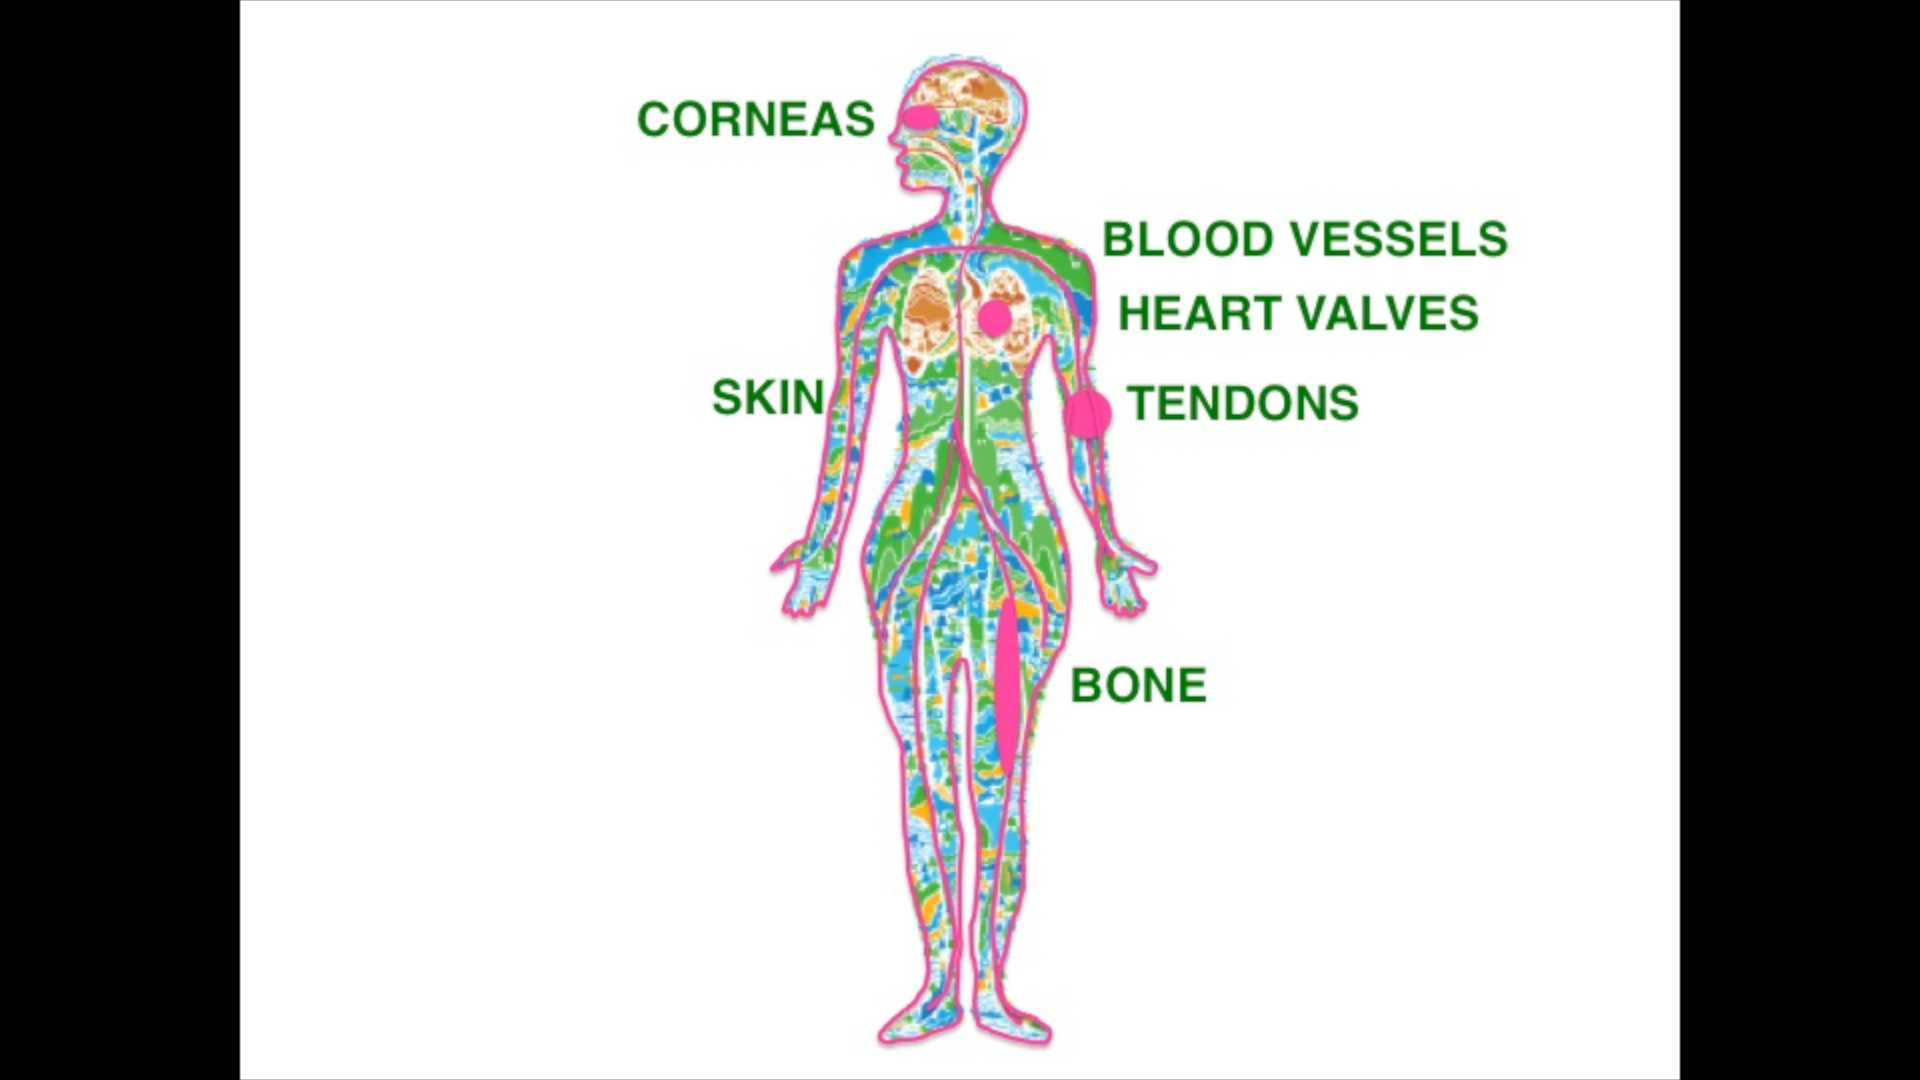 CORNEAS
BLOOD VESSELS
HEART VALVES
SKIN
TENDONS
BONE